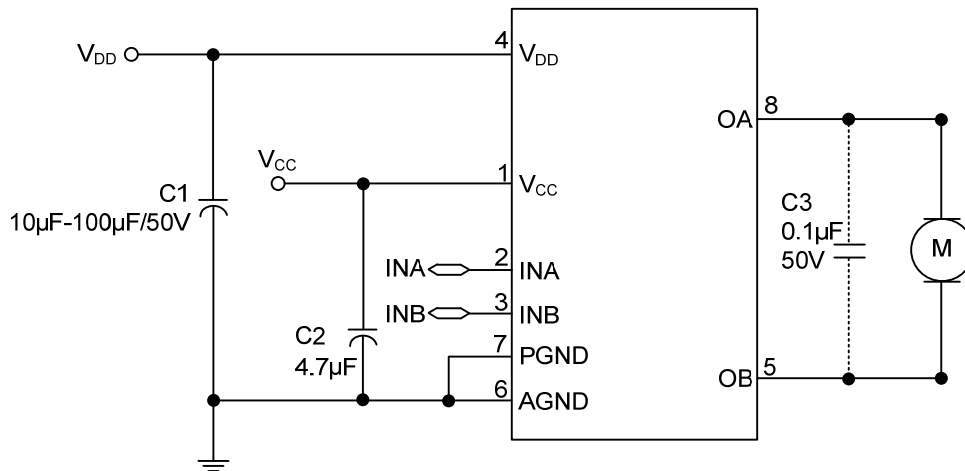 VDD
4
VDD
OA
8
VCC
1
VCC
C1
10µF-100µF/50V
C3
0.1µF
50V
M
INA
2
INA
INB
3
INB
C2
4.7µF
7
PGND
OB
5
6
AGND